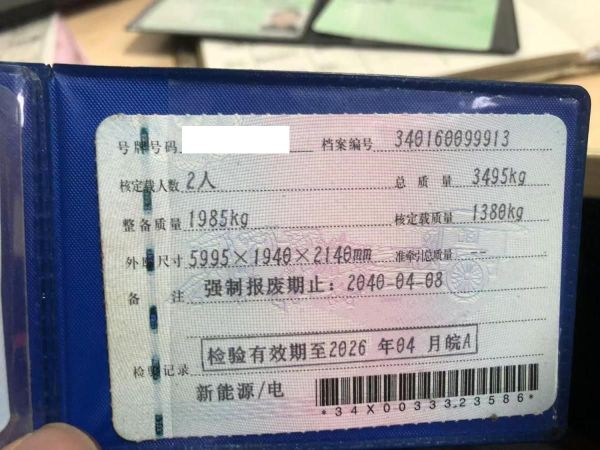 号牌号码 档案编号 340160099913
核定载人数 2人 总质量 3495kg
整备质量 1985kg 核定载质量 1380kg
外廓尺寸 5995×1940×2140mm 准牵引总质量 --
备注 强制报废期止：2040-04-08
检验有效期至2026 年04 月皖A
检验记录
新能源/电
*34X0033323586*